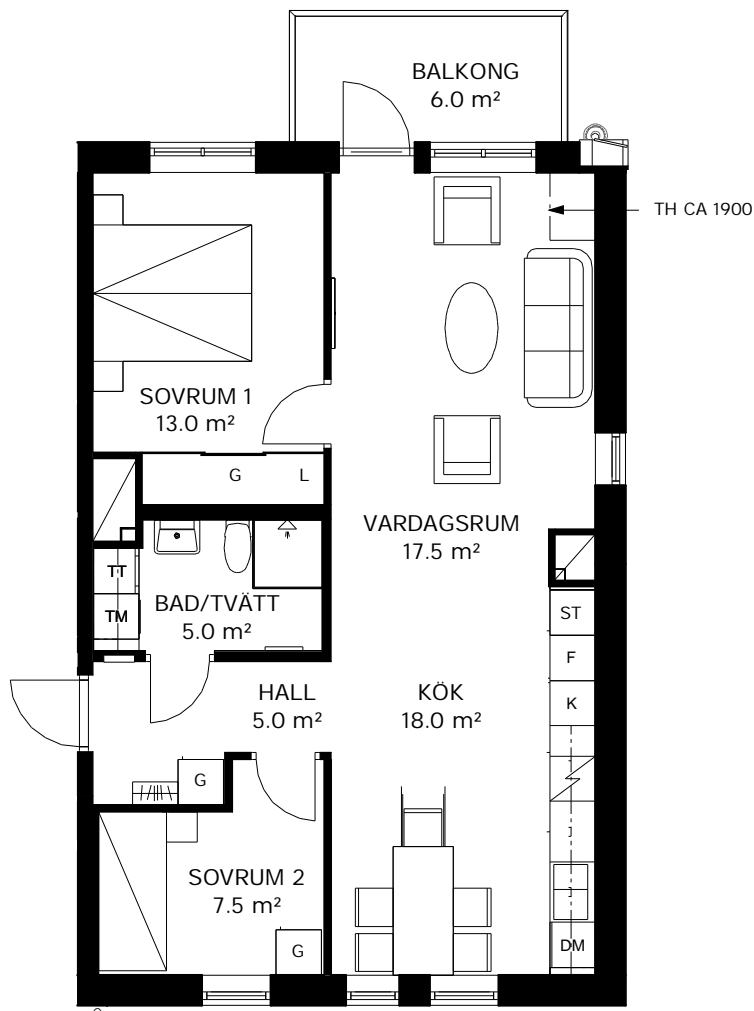 BALKONG
6.0 m²
TH CA 1900
SOVRUM 1
13.0 m²
G
L
VARDAGSRUM
17.5 m²
TT
TM
BAD/TVÄTT
5.0 m²
ST
F
K
HALL
5.0 m²
KÖK
18.0 m²
G
SOVRUM 2
7.5 m²
G
DM